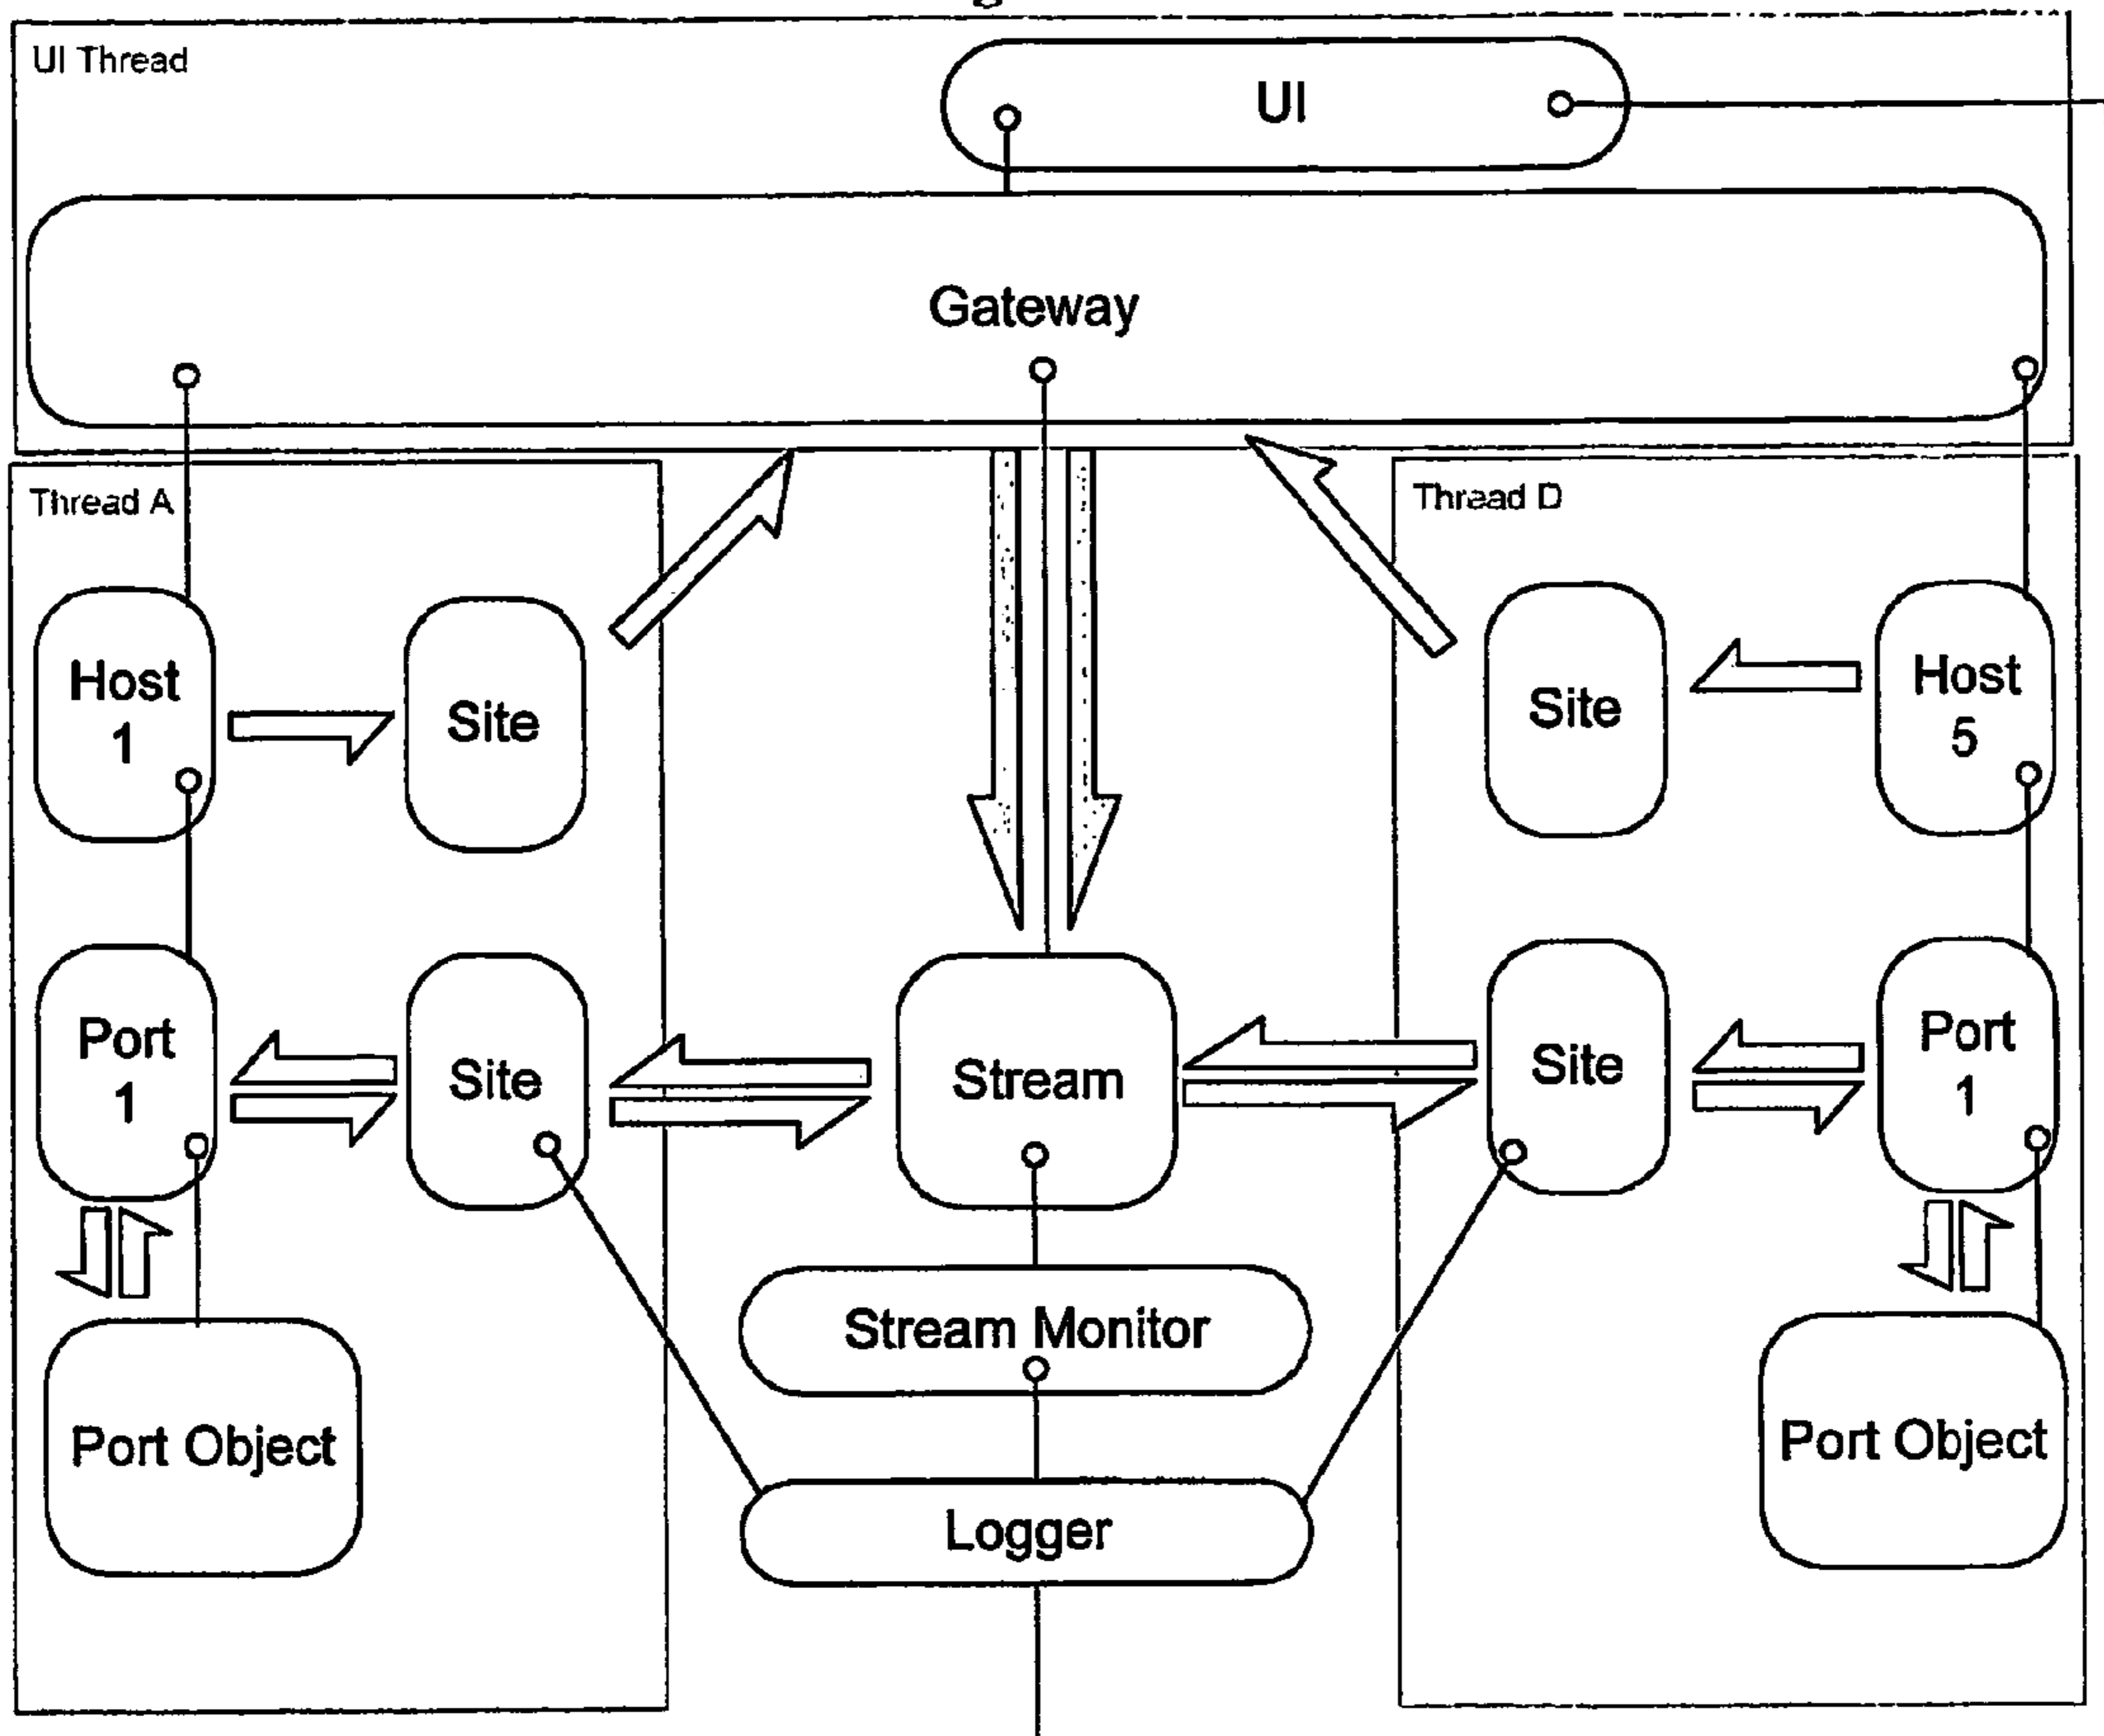 UI Thread
UI
Gateway
Thread A
Thread D
Host
1
Site
Site
Host
5
Port
1
Site
Stream
Site
Port
1
Stream Monitor
Port Object
Port Object
Logger